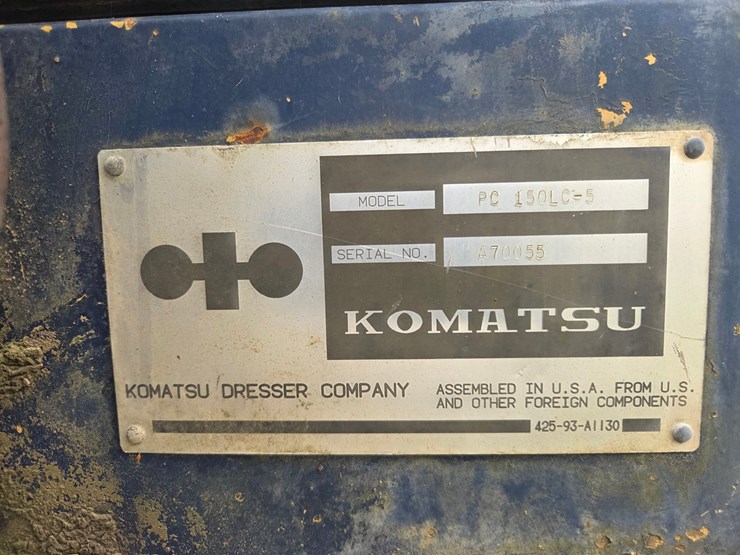 MODEL PC 150LC-5
SERIAL NO. A70055
KOMATSU
KOMATSU DRESSER COMPANY
ASSEMBLED IN U.S.A. FROM U.S.
AND OTHER FOREIGN COMPONENTS
425-93-A1130